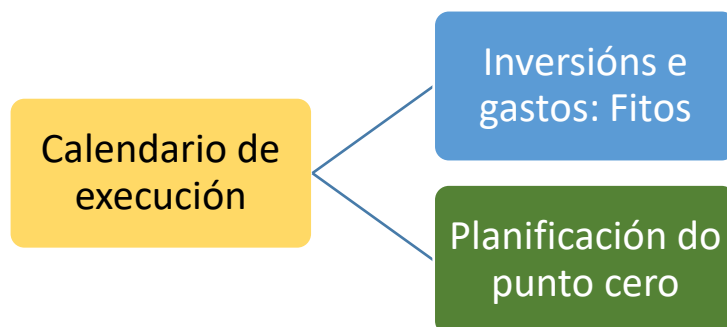 Calendario de
execución
Inversións e
gastos: Fitos
Planificación do
punto cero